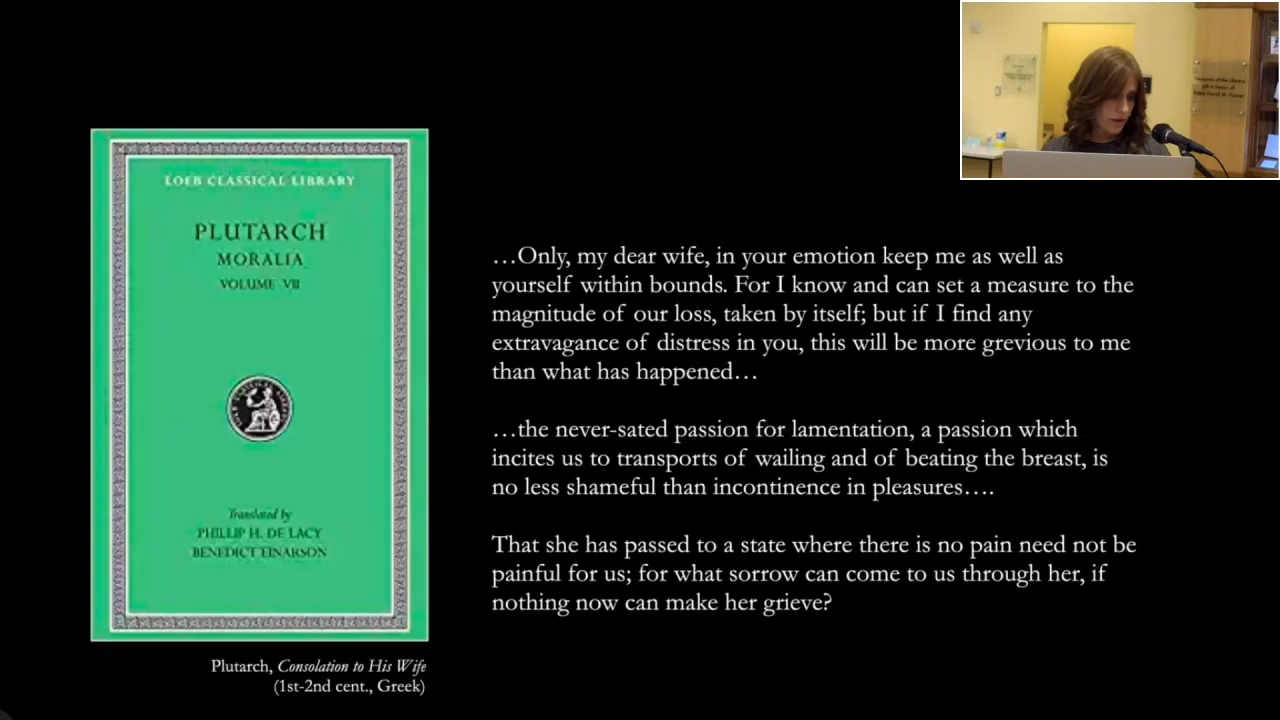 LOEB CLASSICAL LIBRARY
PLUTARCH
MORALIA
VOLUME VII
Translated by
PHILLIP H. DE LACY
BENEDICT EINARSON
Plutarch, Consolation to His Wife
(1st-2nd cent., Greek)
…Only, my dear wife, in your emotion keep me as well as
yourself within bounds. For I know and can set a measure to the
magnitude of our loss, taken by itself; but if I find any
extravagance of distress in you, this will be more grevious to me
than what has happened…
…the never-sated passion for lamentation, a passion which
incites us to transports of wailing and of beating the breast, is
no less shameful than incontinence in pleasures….
That she has passed to a state where there is no pain need not be
painful for us; for what sorrow can come to us through her, if
nothing now can make her grieve?